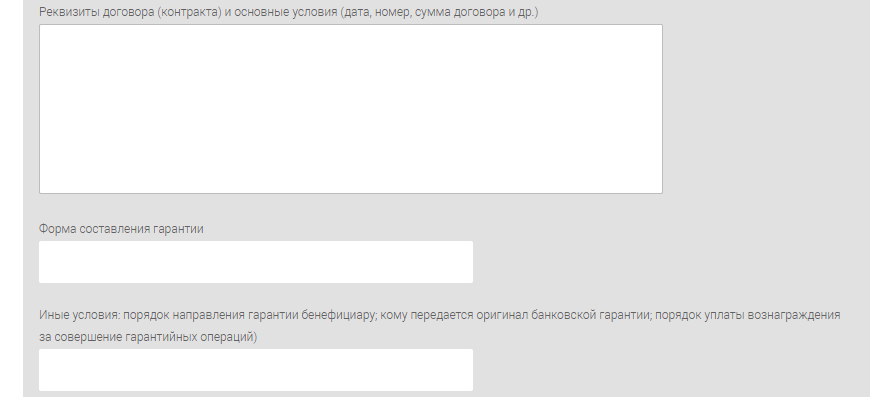 Реквизиты договора (контракта) и основные условия (дата, номер, сумма договора и др.)
Форма составления гарантии
Иные условия: порядок направления гарантии бенефициару; кому передается оригинал банковской гарантии; порядок уплаты вознаграждения
за совершение гарантийных операций)